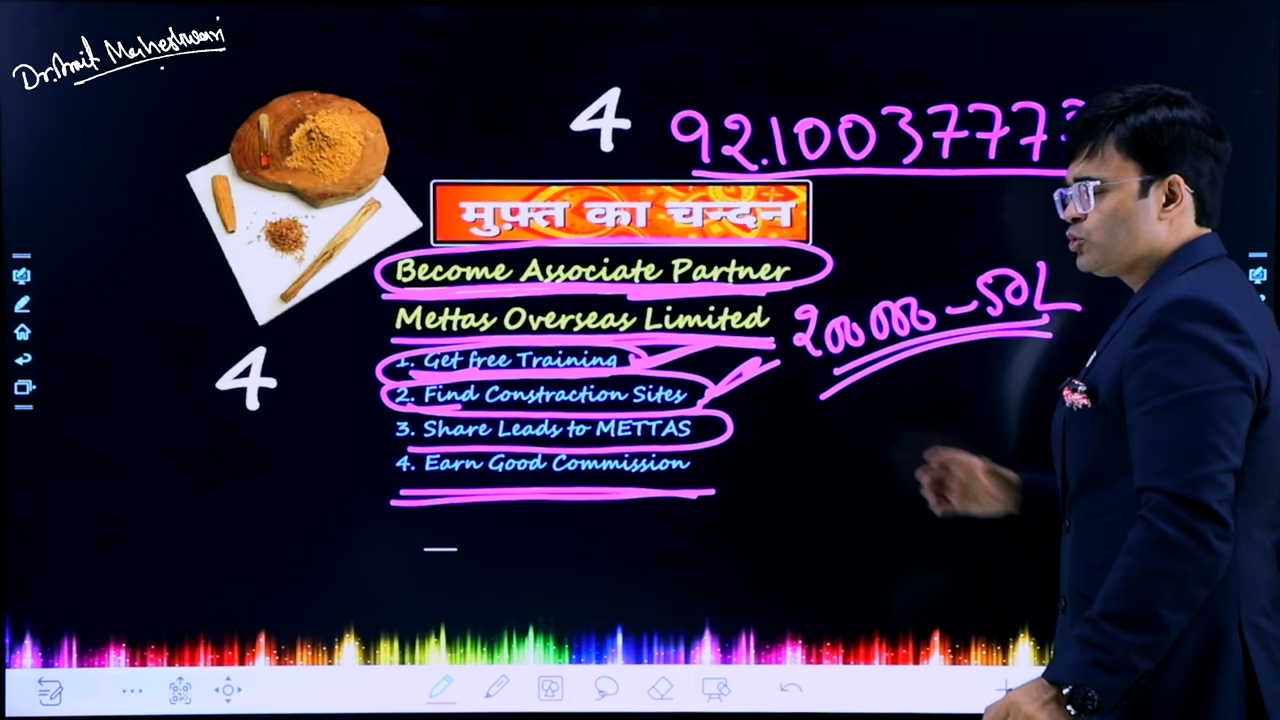 Dr. Amit Maheshwari
4
मुफ़्त का चन्दन
Become Associate Partner
Mettas Overseas Limited
1. Get free Training
2. Find Constraction Sites
4
3. Share Leads to METTAS
4. Earn Good Commission